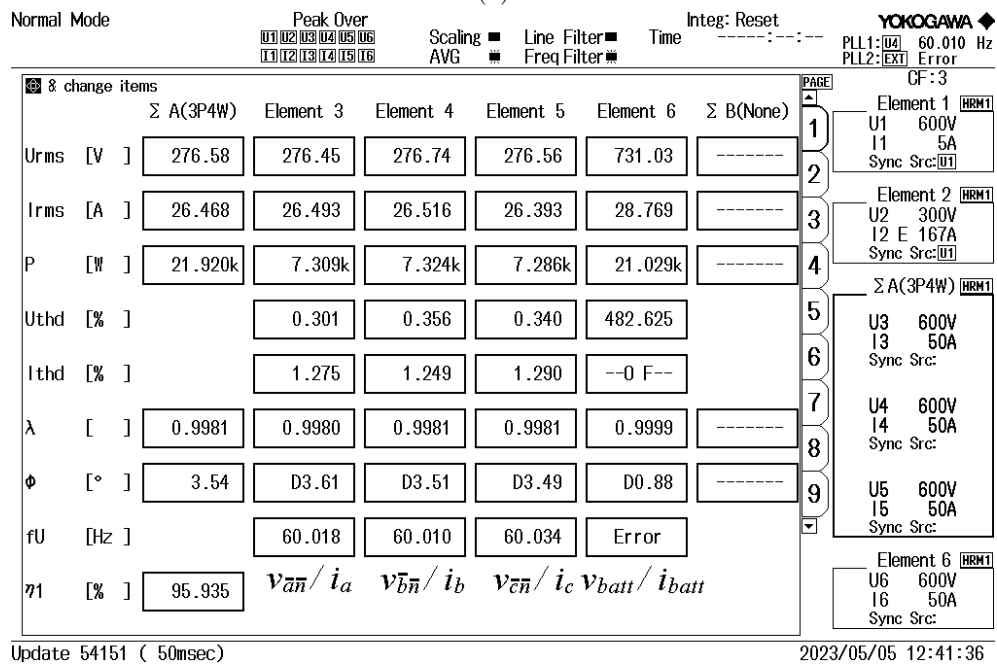 Normal Mode Peak Over Scaling ■ Line Filter■ Time Integ: Reset YOKOGAWA ◆
U1 U2 U3 U4 U5 U6 AVG Freq Filter -----:--:-- PLL1:U4 60.010 Hz
I1 I2 I3 I4 I5 I6 PLL2:EXT Error
& change items PAGE CF:3
Σ A(3P4W) Element 3 Element 4 Element 5 Element 6 Σ B(None)
Urms [V ] 276.58 276.45 276.74 276.56 731.03 -------
Irms [A ] 26.468 26.493 26.516 26.393 28.769 -------
P [W ] 21.920k 7.309k 7.324k 7.286k 21.029k -------
Uthd [% ] 0.301 0.356 0.340 482.625
Ithd [% ] 1.275 1.249 1.290 --O F--
λ [ ] 0.9981 0.9980 0.9981 0.9981 0.9999 -------
Φ [° ] 3.54 D3.61 D3.51 D3.49 D0.88 -------
fU [Hz ] 60.018 60.010 60.034 Error
η1 [% ] 95.935 v_{a̅n̅}/ i_a v_{b̅n̅}/ i_b v_{c̅n̅}/ i_c v_{batt}/ i_{batt}
1
2
3
4
5
6
7
8
9
Element 1 HRM1
U1 600V
I1 5A
Sync Src:U1
Element 2 HRM1
U2 300V
I2 E 167A
Sync Src:U1
Σ A(3P4W) HRM1
U3 600V
I3 50A
Sync Src:
U4 600V
I4 50A
Sync Src:
U5 600V
I5 50A
Sync Src:
Element 6 HRM1
U6 600V
I6 50A
Sync Src:
Update 54151 ( 50msec) 2023/05/05 12:41:36